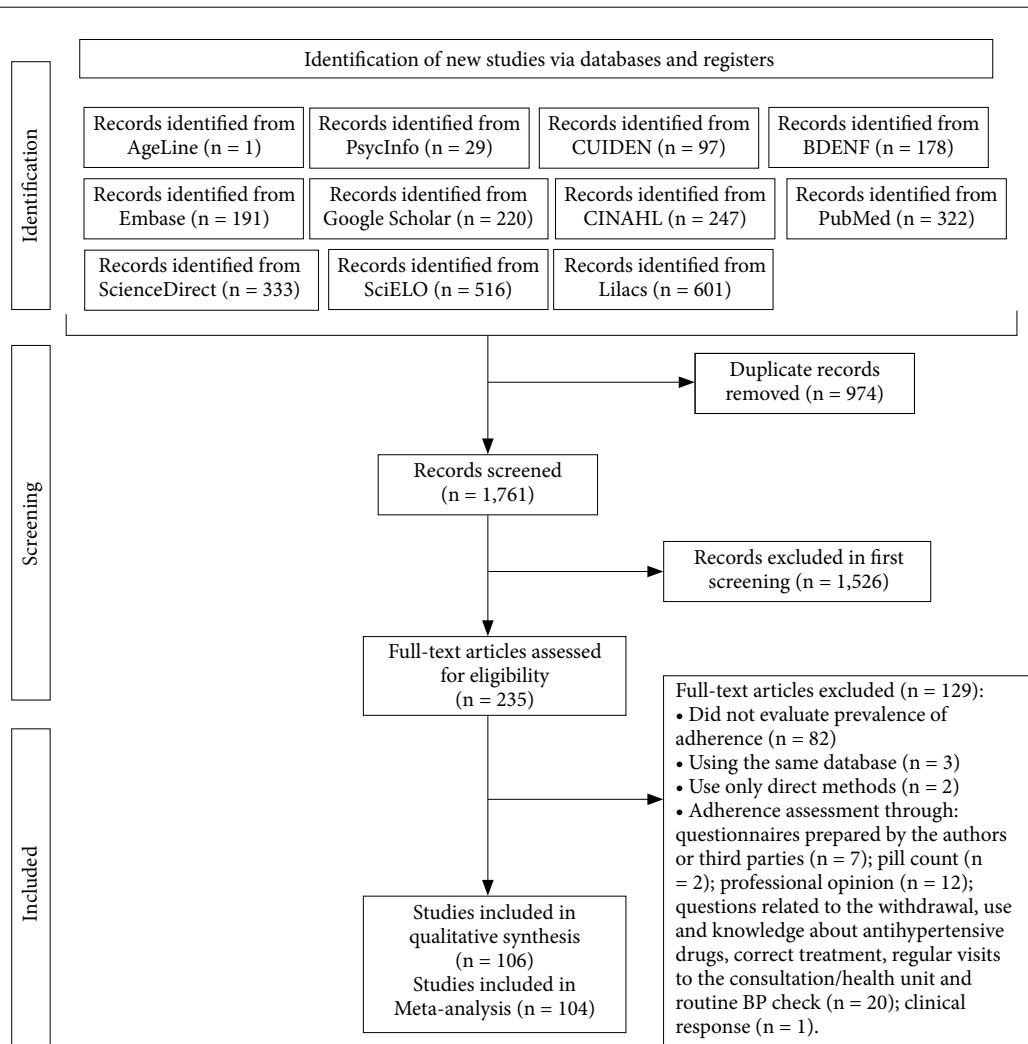 Identification of new studies via databases and registers
Identification
Records identified from
AgeLine (n = 1)
Records identified from
PsycInfo (n = 29)
Records identified from
CUIDEN (n = 97)
Records identified from
BDENF (n = 178)
Records identified from
Embase (n = 191)
Records identified from
Google Scholar (n = 220)
Records identified from
CINAHL (n = 247)
Records identified from
PubMed (n = 322)
Records identified from
ScienceDirect (n = 333)
Records identified from
SciELO (n = 516)
Records identified from
Lilacs (n = 601)
Screening
Duplicate records
removed (n = 974)
Records screened
(n = 1,761)
Records excluded in first
screening (n = 1,526)
Full-text articles assessed
for eligibility
(n = 235)
Full-text articles excluded (n = 129):
• Did not evaluate prevalence of
adherence (n = 82)
• Using the same database (n = 3)
• Use only direct methods (n = 2)
• Adherence assessment through:
questionnaires prepared by the authors
or third parties (n = 7); pill count (n
= 2); professional opinion (n = 12);
questions related to the withdrawal, use
and knowledge about antihypertensive
drugs, correct treatment, regular visits
to the consultation/health unit and
routine BP check (n = 20); clinical
response (n = 1).
Included
Studies included in
qualitative synthesis
(n = 106)
Studies included in
Meta-analysis (n = 104)